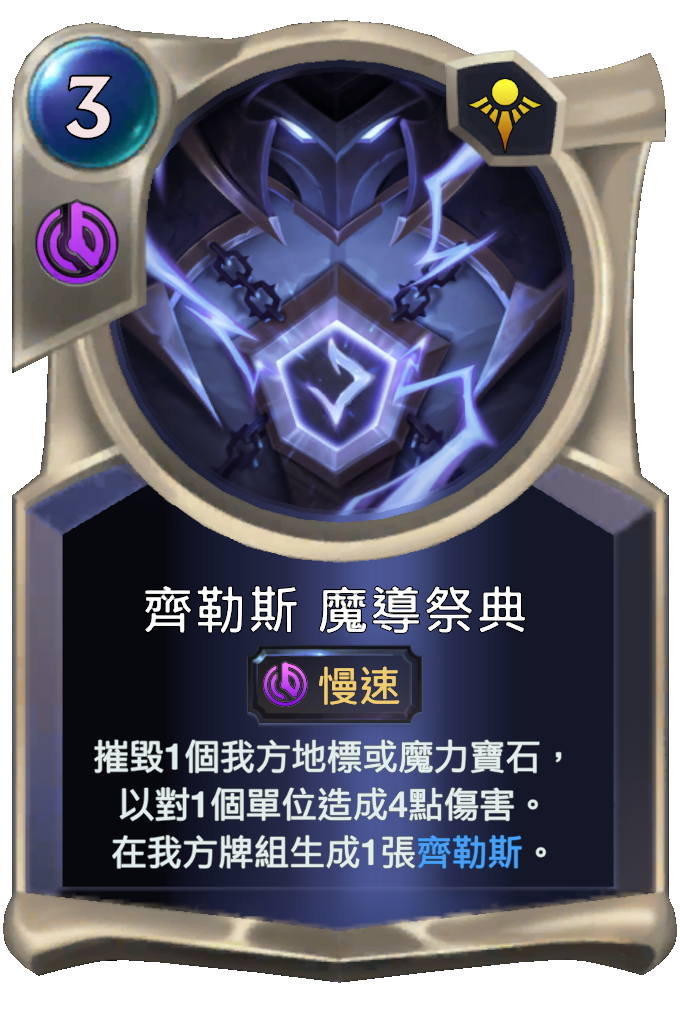 3
齊勒斯 魔導祭典
慢速
摧毀1個我方地標或魔力寶石，
以對1個單位造成4點傷害。
在我方牌組生成1張齊勒斯。